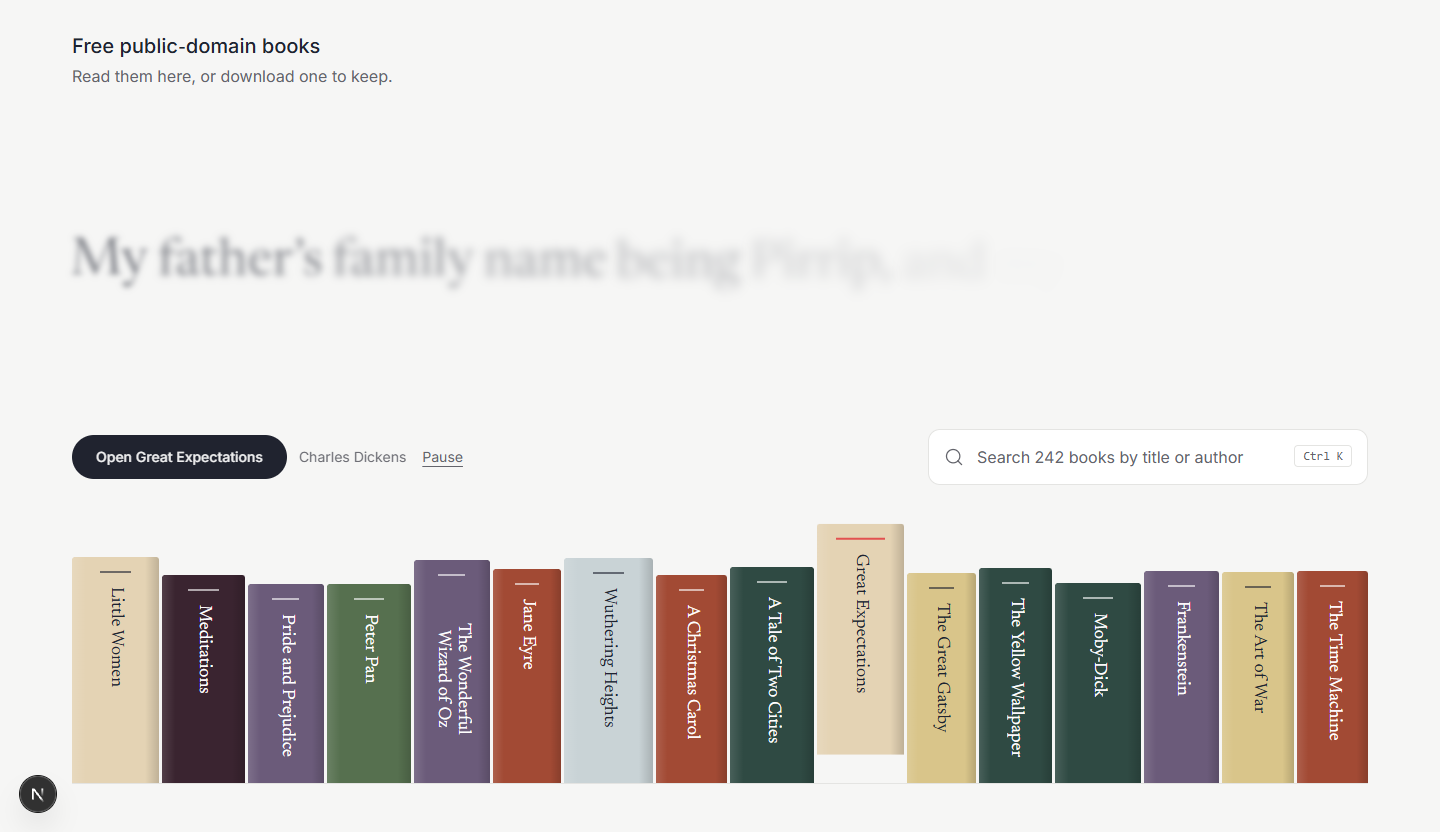 Free public-domain books
Read them here, or download one to keep.
My father's family name being Pirrip, and
Open Great Expectations
Charles Dickens
Pause
Search 242 books by title or author
Ctrl K
Little Women
Meditations
Pride and Prejudice
Peter Pan
The Wonderful
Wizard of Oz
Jane Eyre
Wuthering Heights
A Christmas Carol
A Tale of Two Cities
Great Expectations
The Great Gatsby
The Yellow Wallpaper
Moby-Dick
Frankenstein
The Art of War
The Time Machine
N